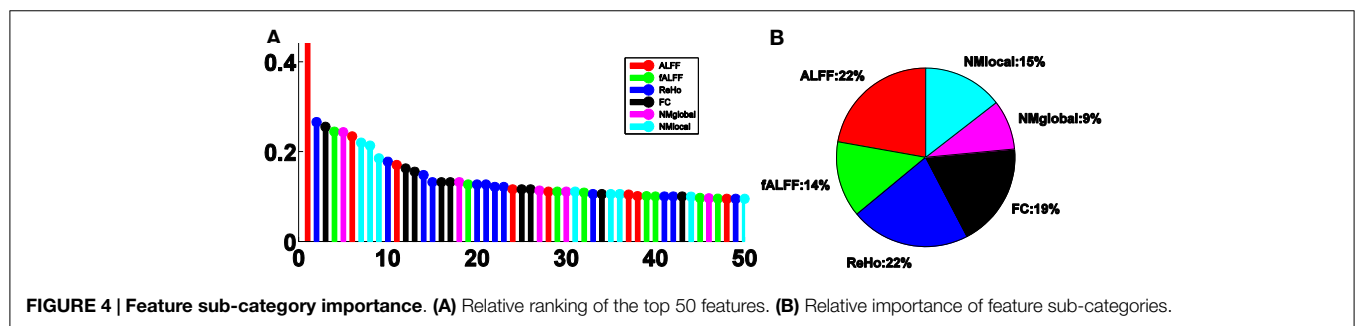 A
0.4
0.2
0
0
10
20
30
40
50
ALFF
fALFF
ReHo
FC
NMglobal
NMlocal
B
NMlocal:15%
ALFF:22%
NMglobal:9%
fALFF:14%
FC:19%
ReHo:22%
FIGURE 4 | Feature sub-category importance. (A) Relative ranking of the top 50 features. (B) Relative importance of feature sub-categories.